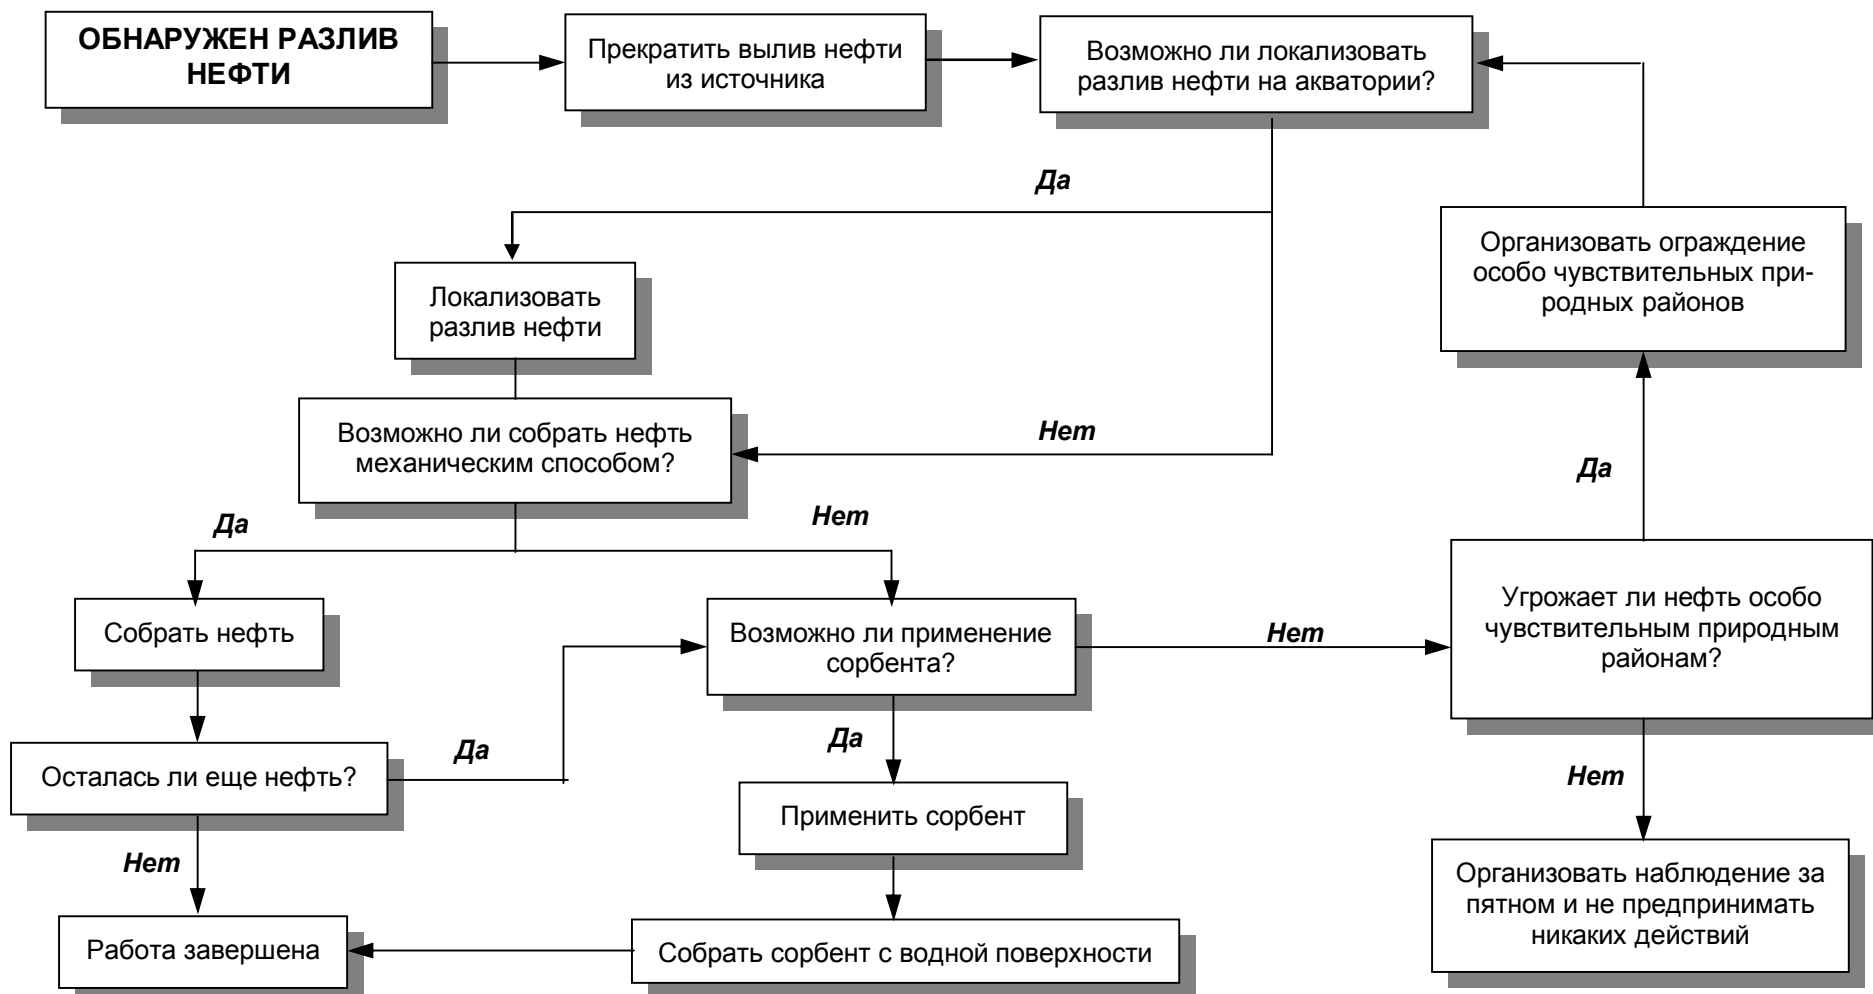 ОБНАРУЖЕН РАЗЛИВ
НЕФТИ
Прекратить вылив нефти
из источника
Возможно ли локализовать
разлив нефти на акватории?
Да
Организовать ограждение
особо чувствительных при-
родных районов
Локализовать
разлив нефти
Возможно ли собрать нефть
механическим способом?
Нет
Да
Да
Нет
Собрать нефть
Возможно ли применение
сорбента?
Нет
Угрожает ли нефть особо
чувствительным природным
районам?
Осталась ли еще нефть?
Да
Да
Нет
Применить сорбент
Нет
Организовать наблюдение за
пятном и не предпринимать
никаких действий
Работа завершена
Собрать сорбент с водной поверхности